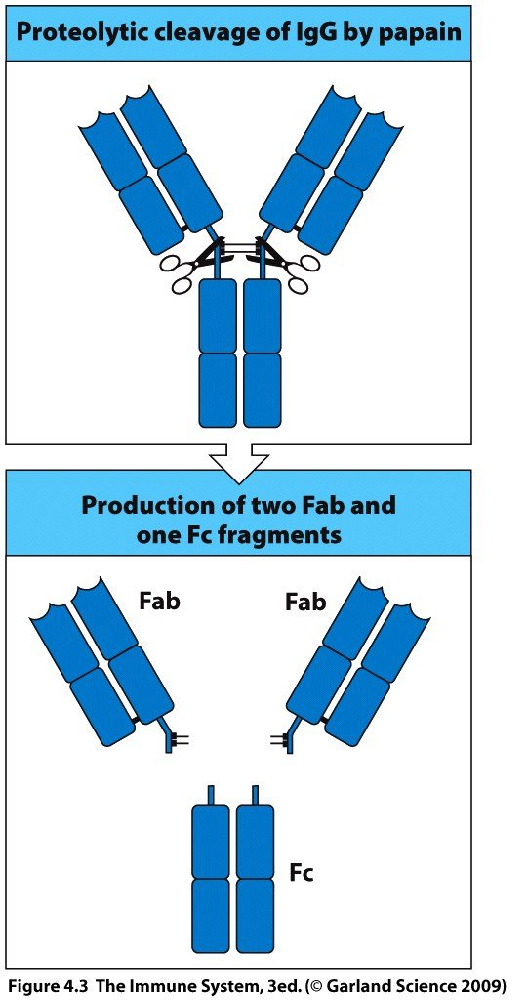 Proteolytic cleavage of IgG by papain
Production of two Fab and
one Fc fragments
Fab
Fab
Fc
Figure 4.3 The Immune System, 3ed. (© Garland Science 2009)